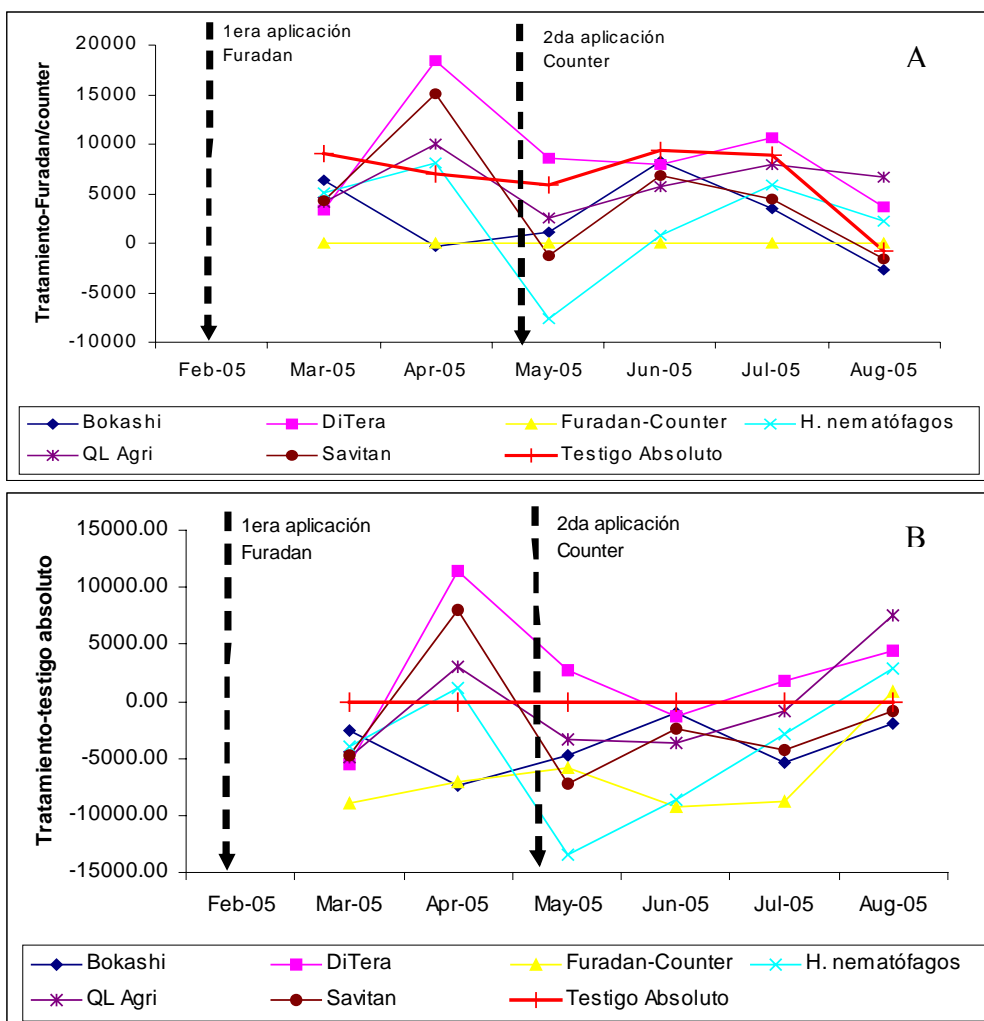 A
1era aplicación
Furadan
2da aplicación
Counter
Tratamiento-Furadan/counter
20000
15000
10000
5000
0
-5000
-10000
Feb-05 Mar-05 Apr-05 May-05 Jun-05 Jul-05 Aug-05
Bokashi DiTera Furadan-Counter H. nematófagos
QL Agri Savitan Testigo Absoluto
B
1era aplicación
Furadan
2da aplicación
Counter
Tratamiento-testigo absoluto
15000.00
10000.00
5000.00
0.00
-5000.00
-10000.00
-15000.00
Feb-05 Mar-05 Apr-05 May-05 Jun-05 Jul-05 Aug-05
Bokashi DiTera Furadan-Counter H. nematófagos
QL Agri Savitan Testigo Absoluto